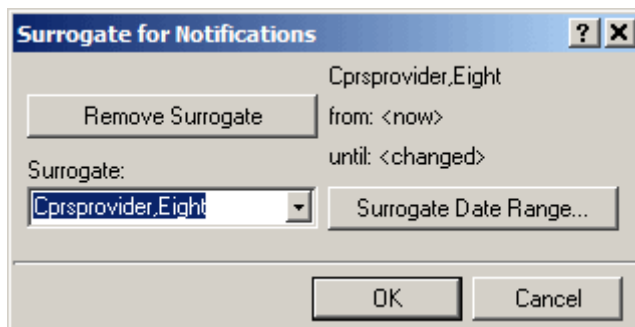 Surrogate for Notifications
Cprsprovider,Eight
Remove Surrogate
from: <now>
until: <changed>
Surrogate:
Cprsprovider,Eight
Surrogate Date Range...
OK
Cancel